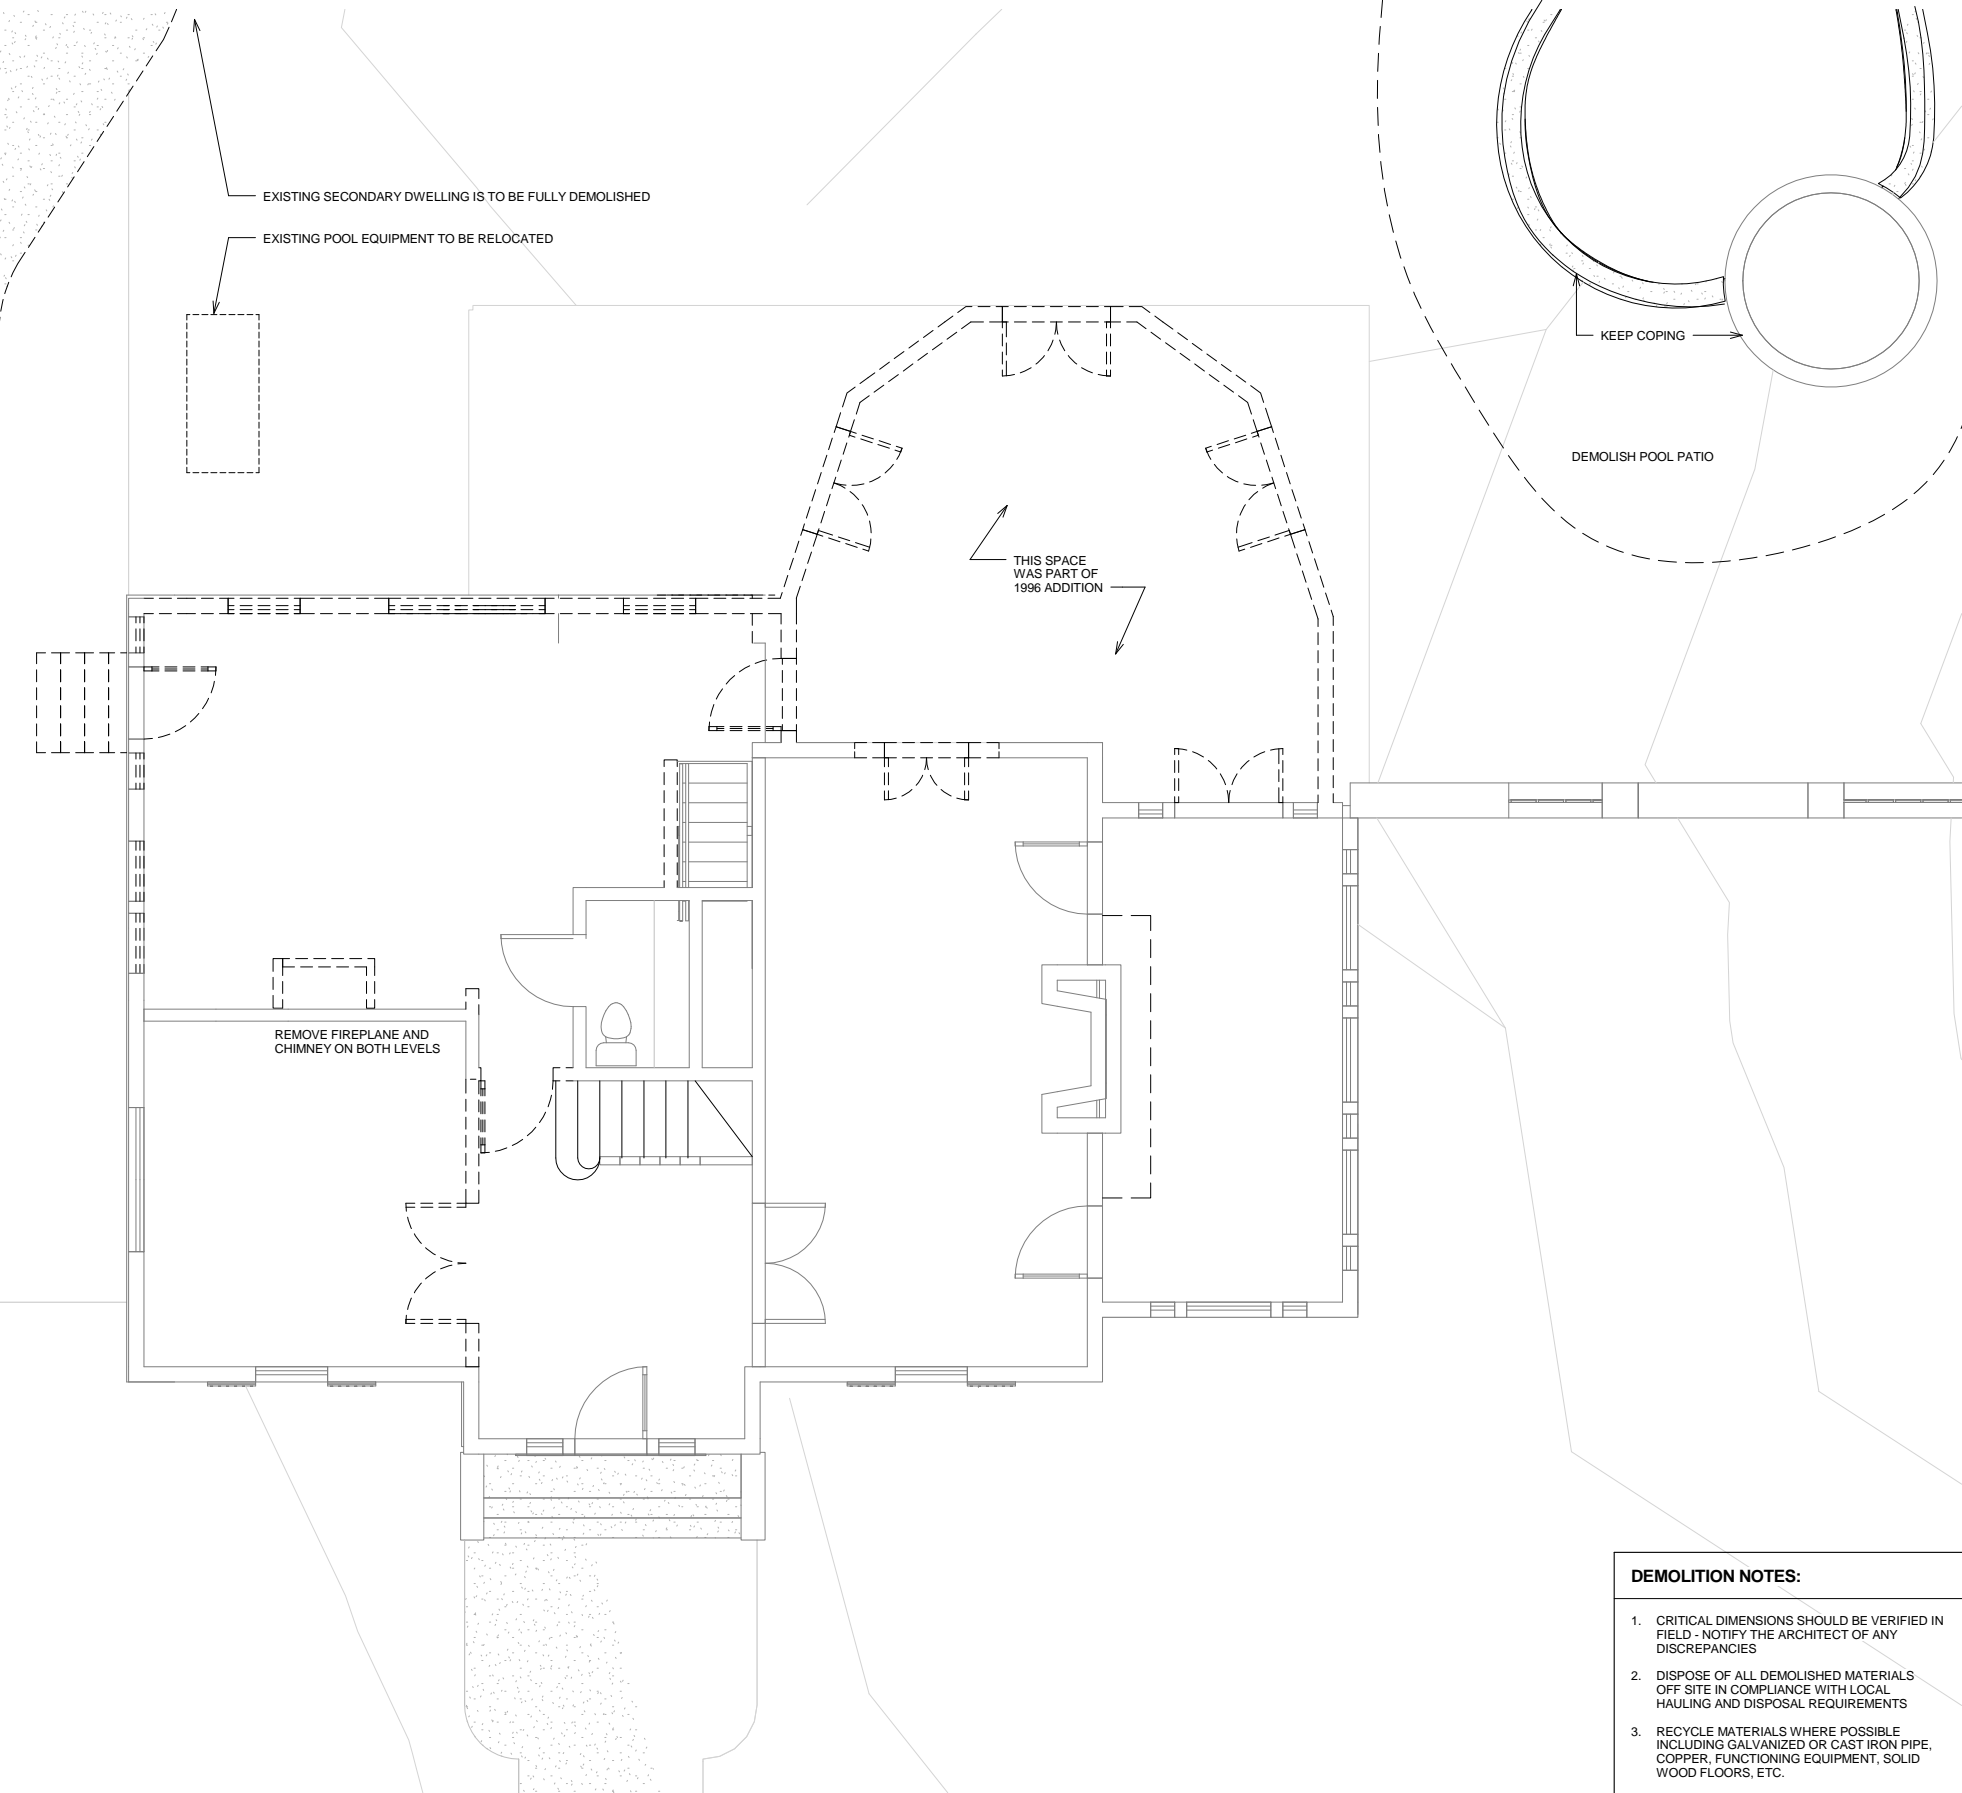 EXISTING SECONDARY DWELLING IS TO BE FULLY DEMOLISHED
EXISTING POOL EQUIPMENT TO BE RELOCATED
KEEP COPING
DEMOLISH POOL PATIO
THIS SPACE
WAS PART OF
1996 ADDITION
REMOVE FIREPLANE AND
CHIMNEY ON BOTH LEVELS
DEMOLITION NOTES:
1. CRITICAL DIMENSIONS SHOULD BE VERIFIED IN
FIELD - NOTIFY THE ARCHITECT OF ANY
DISCREPANCIES
2. DISPOSE OF ALL DEMOLISHED MATERIALS
OFF SITE IN COMPLIANCE WITH LOCAL
HAULING AND DISPOSAL REQUIREMENTS
3. RECYCLE MATERIALS WHERE POSSIBLE
INCLUDING GALVANIZED OR CAST IRON PIPE,
COPPER, FUNCTIONING EQUIPMENT, SOLID
WOOD FLOORS, ETC.